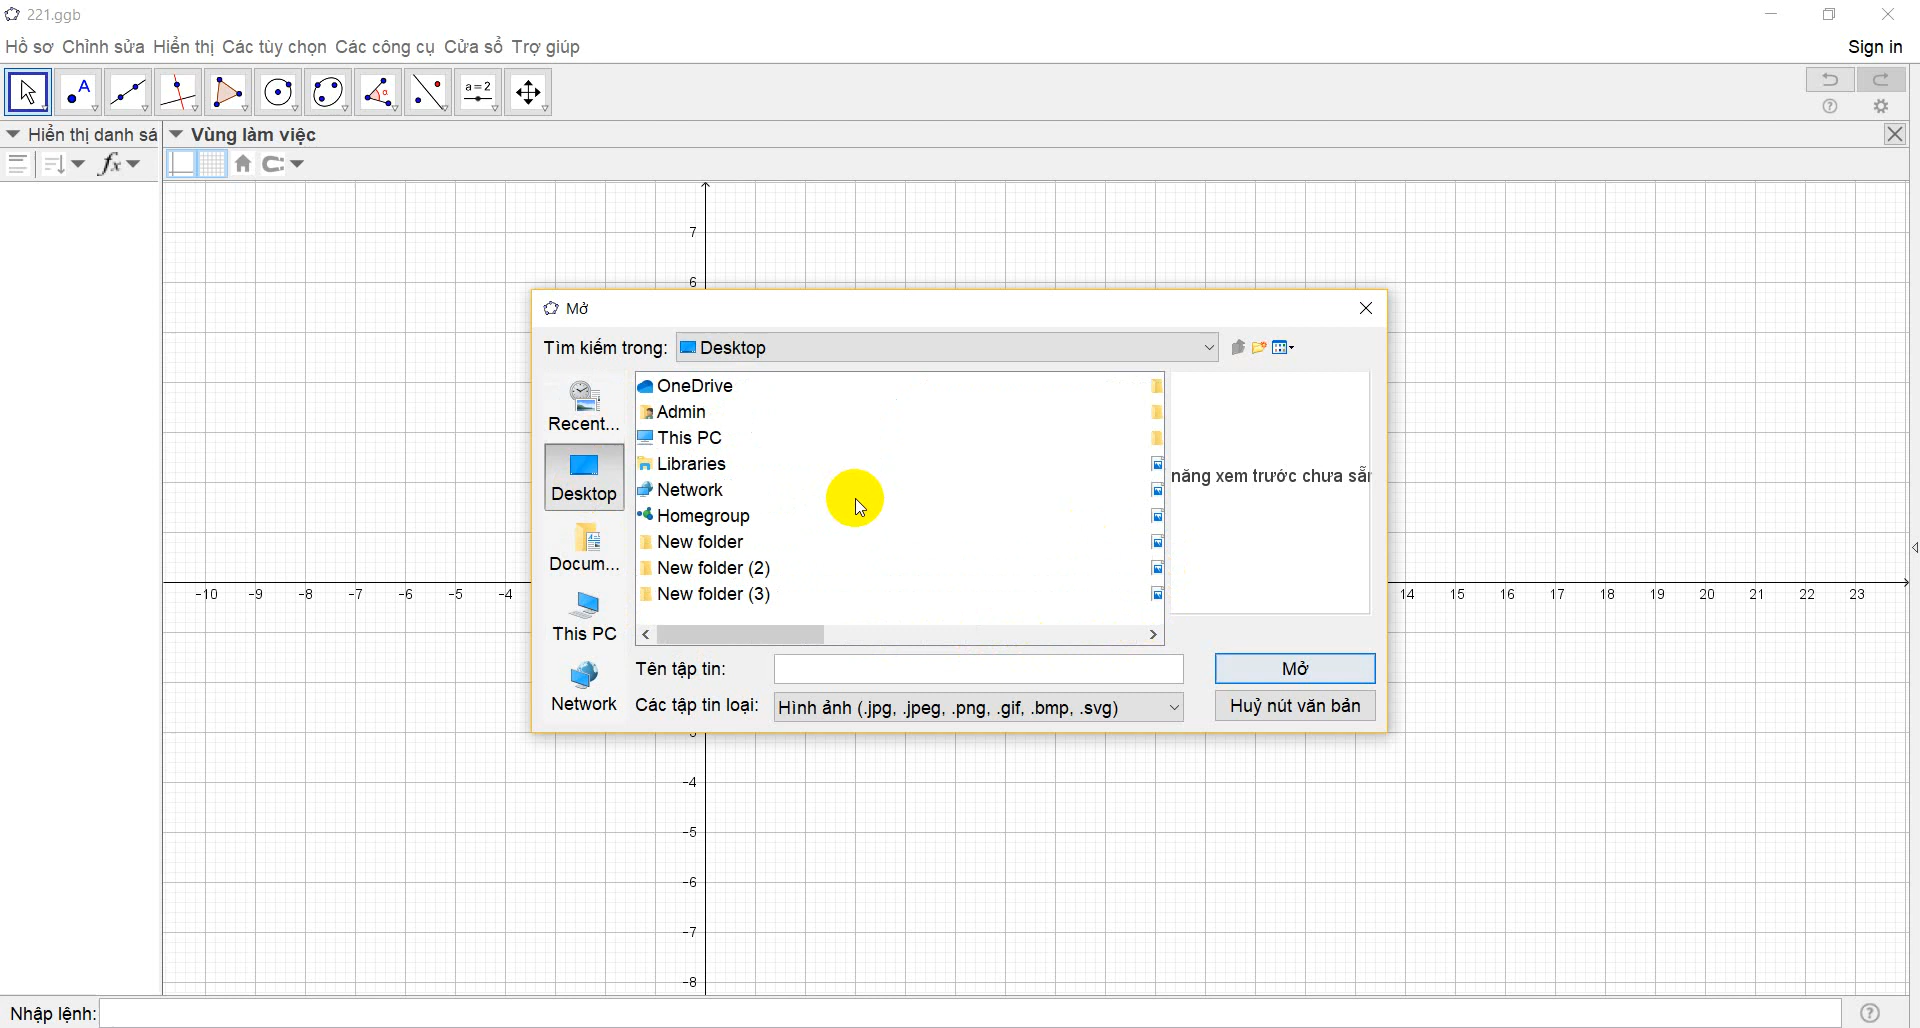 221.ggb
Hồ sơ Chỉnh sửa Hiển thị Các tùy chọn Các công cụ Cửa sổ Trợ giúp
Sign in
A
α
a=2
Hiển thị danh sá
Vùng làm việc
fx
7
6
Mở
Tìm kiếm trong:
Desktop
Recent...
Desktop
Docum...
This PC
Network
OneDrive
Admin
This PC
Libraries
Network
Homegroup
New folder
New folder (2)
New folder (3)
năng xem trước chưa sẵn
Tên tập tin:
Mở
Các tập tin loại:
Hình ảnh (.jpg, .jpeg, .png, .gif, .bmp, .svg)
Huỷ nút văn bản
-10 -9 -8 -7 -6 -5 -4
14 15 16 17 18 19 20 21 22 23
-4
-5
-6
-7
-8
Nhập lệnh: